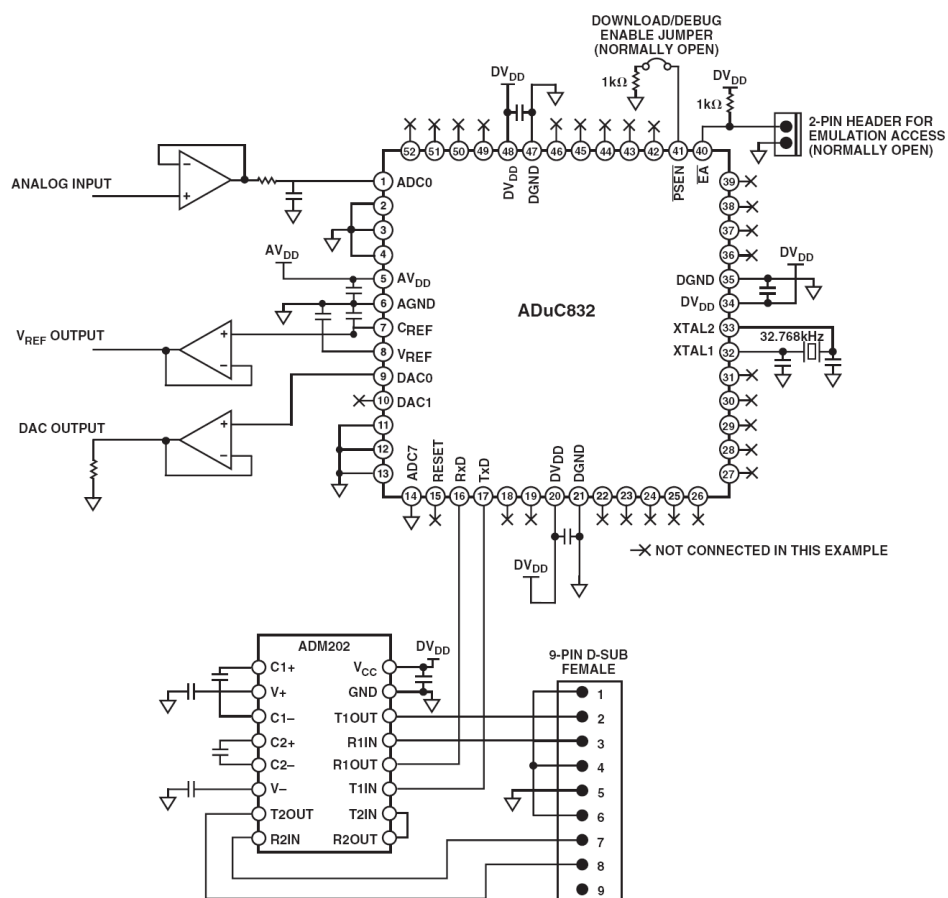 DOWNLOAD/DEBUG
ENABLE JUMPER
(NORMALLY OPEN)
DVDD
1kΩ
DVDD
1kΩ
2-PIN HEADER FOR
EMULATION ACCESS
(NORMALLY OPEN)
52 51 50 49 48 47 46 45 44 43 42 41 40
DVDD
DGND
PSEN
EA
ANALOG INPUT
1 ADC0
2
3
4
AVDD
5 AVDD
6 AGND
VREF OUTPUT
7 CREF
8 VREF
9 DAC0
10 DAC1
DAC OUTPUT
11
12
13
ADuC832
39
38
37
36
DVDD
DGND 35
DVDD 34
XTAL2 33
32.768kHz
XTAL1 32
31
30
29
28
27
ADC7
RESET
RxD
TxD
DVDD
DGND
14 15 16 17 18 19 20 21 22 23 24 25 26
NOT CONNECTED IN THIS EXAMPLE
DVDD
ADM202
DVDD
C1+
V+
C1–
C2+
C2–
V–
T2OUT
R2IN
VCC
GND
T1OUT
R1IN
R1OUT
T1IN
T2IN
R2OUT
9-PIN D-SUB
FEMALE
1
2
3
4
5
6
7
8
9